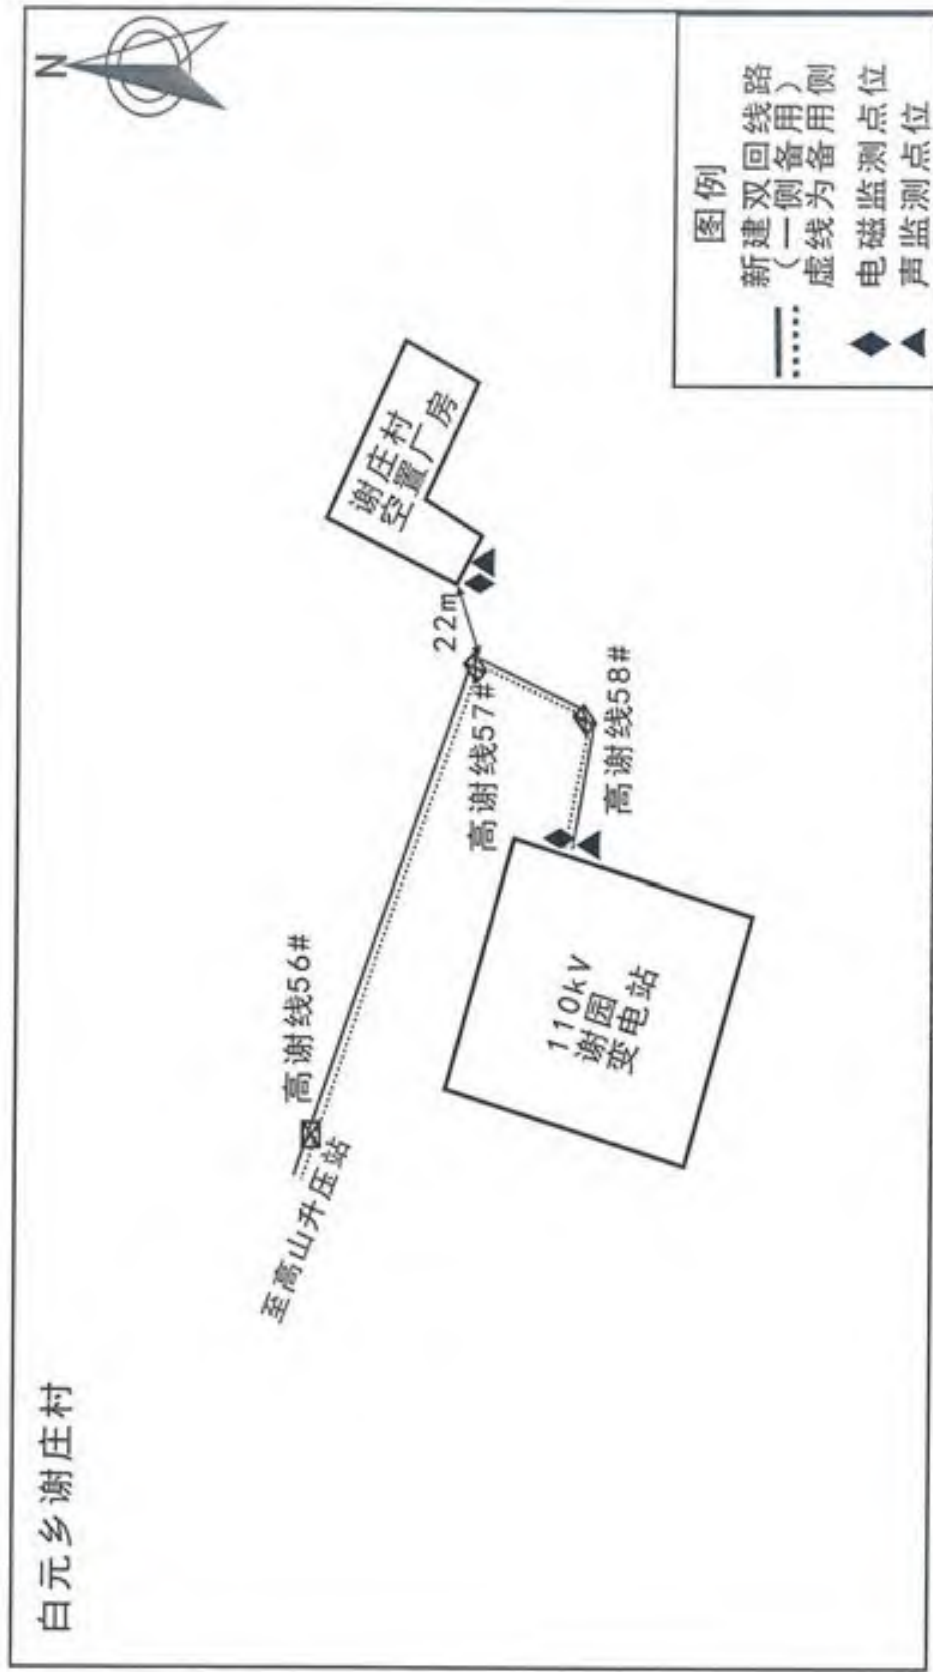 白元乡谢庄村
N
至高山升压站
高谢线56#
高谢线57#
22m
谢庄村
空置厂房
高谢线58#
110kV
谢园
变电站
图例
新建双回线路
（一侧备用）
虚线为备用侧
电磁监测点位
声监测点位